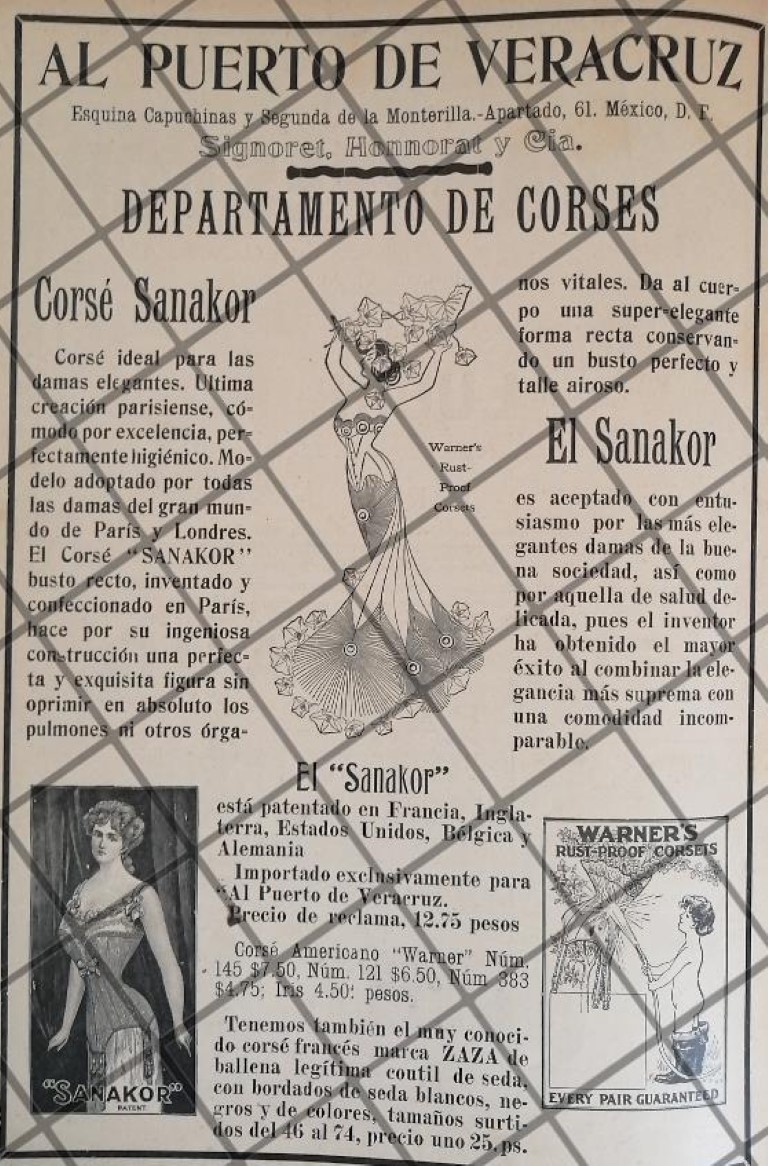 AL PUERTO DE VERACRUZ
Esquina Capuchinas y Segunda de la Monterilla.-Apartado, 61. México, D. F.
Signoret, Honnorat y Cia.
DEPARTAMENTO DE CORSES
Corsé Sanakor
Corsé ideal para las
damas elegantes. Ultima
creación parisiense, có-
modo por excelencia, per-
fectamente higiénico. Mo-
delo adoptado por todas
las damas del gran mun-
do de París y Londres.
El Corsé "SANAKOR"
busto recto, inventado y
confeccionado en París,
hace por su ingeniosa
construcción una perfec-
ta y exquisita figura sin
oprimir en absoluto los
pulmones ni otros órga-
Warner's
Rust-
Proof
Corsets
nos vitales. Da al cuer-
po una super-elegante
forma recta conservan-
do un busto perfecto y
talle airoso.
El Sanakor
es aceptado con entu-
siasmo por las más ele-
gantes damas de la bue-
na sociedad, así como
por aquella de salud de-
licada, pues el inventor
ha obtenido el mayor
éxito al combinar la ele-
gancia más suprema con
una comodidad incom-
parable.
El "Sanakor"
está patentado en Francia, Ingla-
terra, Estados Unidos, Bélgica y
Alemania
Importado exclusivamente para
"Al Puerto de Veracruz.
Precio de reclama, 12.75 pesos
Corsé Americano "Warner" Núm.
145 $7.50, Núm. 121 $6.50, Núm 383
$4.75; Iris 4.50: pesos.
Tenemos también el muy conoci-
do corsé francés marca ZAZA de
ballena legítima coutil de seda,
con bordados de seda blancos, ne-
gros y de colores, tamaños surti-
dos del 46 al 74, precio uno 25. ps.
"SANAKOR"
PATENT
WARNER'S
RUST-PROOF CORSETS
EVERY PAIR GUARANTEED